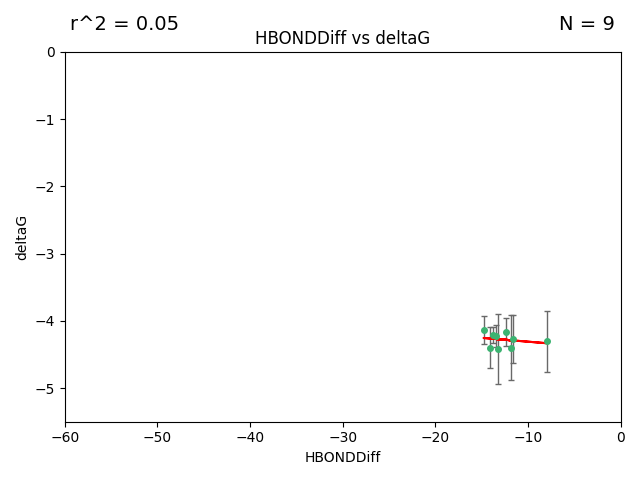 r^2 = 0.05
N = 9
HBONDDiff vs deltaG
0
−1
−2
−3
−4
−5
deltaG
−60 −50 −40 −30 −20 −10 0
HBONDDiff